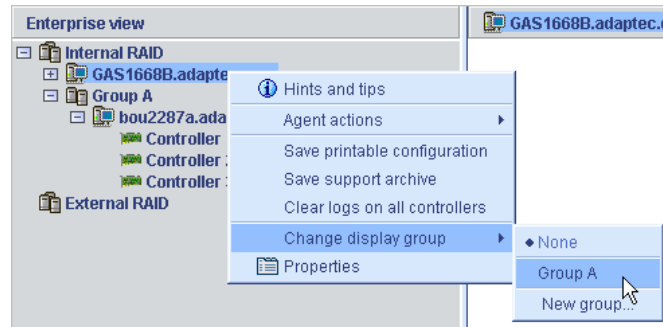 Enterprise view
GAS1668B.adaptec.
Internal RAID
GAS1668B.adapte
Group A
bou2287a.ada
Controller
Controller
Controller
External RAID
Hints and tips
Agent actions
Save printable configuration
Save support archive
Clear logs on all controllers
Change display group
Properties
None
Group A
New group...